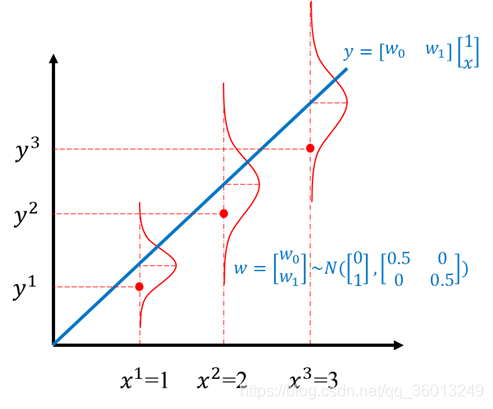 y = [w₀ w₁] [1 x]
y³
y²
w = [w₀ w₁] ~N([0 1], [0.5 0 0 0.5])
y¹
x¹=1 x²=2 x³=3
https://blog.csdn.net/qq_36013249